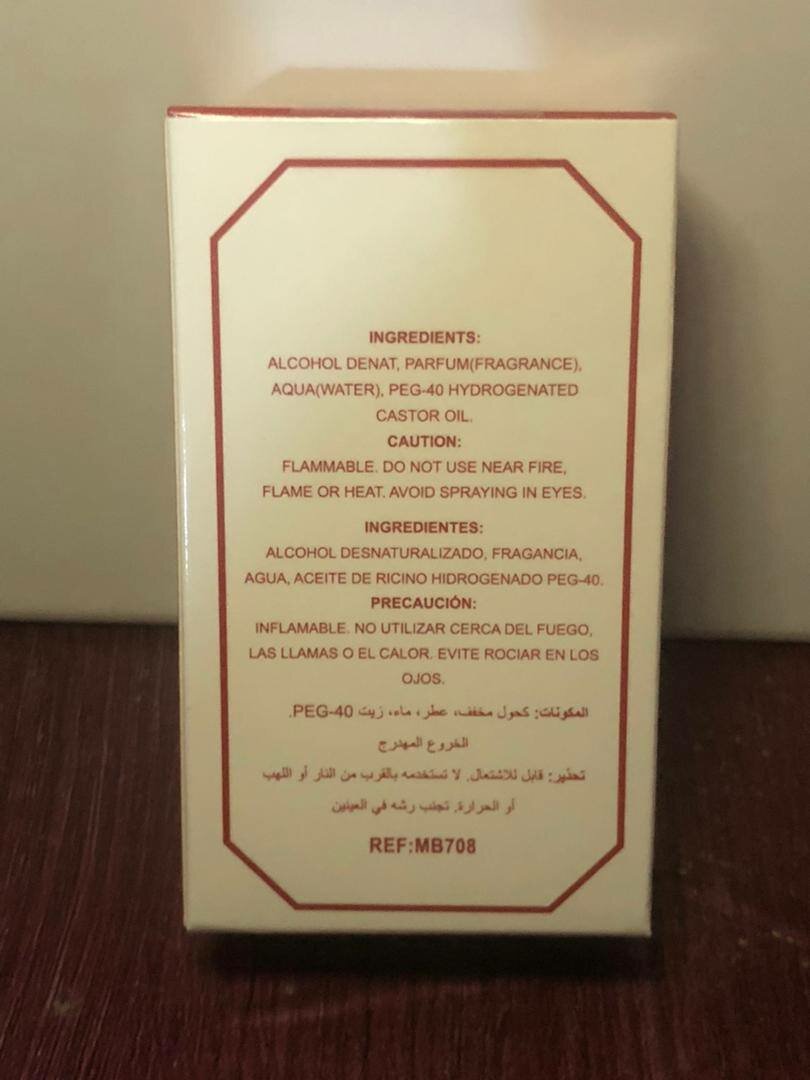 INGREDIENTS:
ALCOHOL DENAT, PARFUM(FRAGRANCE),
AQUA(WATER), PEG-40 HYDROGENATED
CASTOR OIL.
CAUTION:
FLAMMABLE. DO NOT USE NEAR FIRE,
FLAME OR HEAT. AVOID SPRAYING IN EYES.
INGREDIENTES:
ALCOHOL DESNATURALIZADO, FRAGANCIA,
AGUA, ACEITE DE RICINO HIDROGENADO PEG-40.
PRECAUCIÓN:
INFLAMABLE. NO UTILIZAR CERCA DEL FUEGO,
LAS LLAMAS O EL CALOR. EVITE ROCIAR EN LOS
OJOS.
المكونات: كحول مخفف، عطر، ماء، زيت PEG-40.
الخروع المهدرج
تحذير: قابل للاشتعال. لا تستخدمه بالقرب من النار أو اللهب
أو الحرارة. تجنب رشه في العينين
REF:MB708